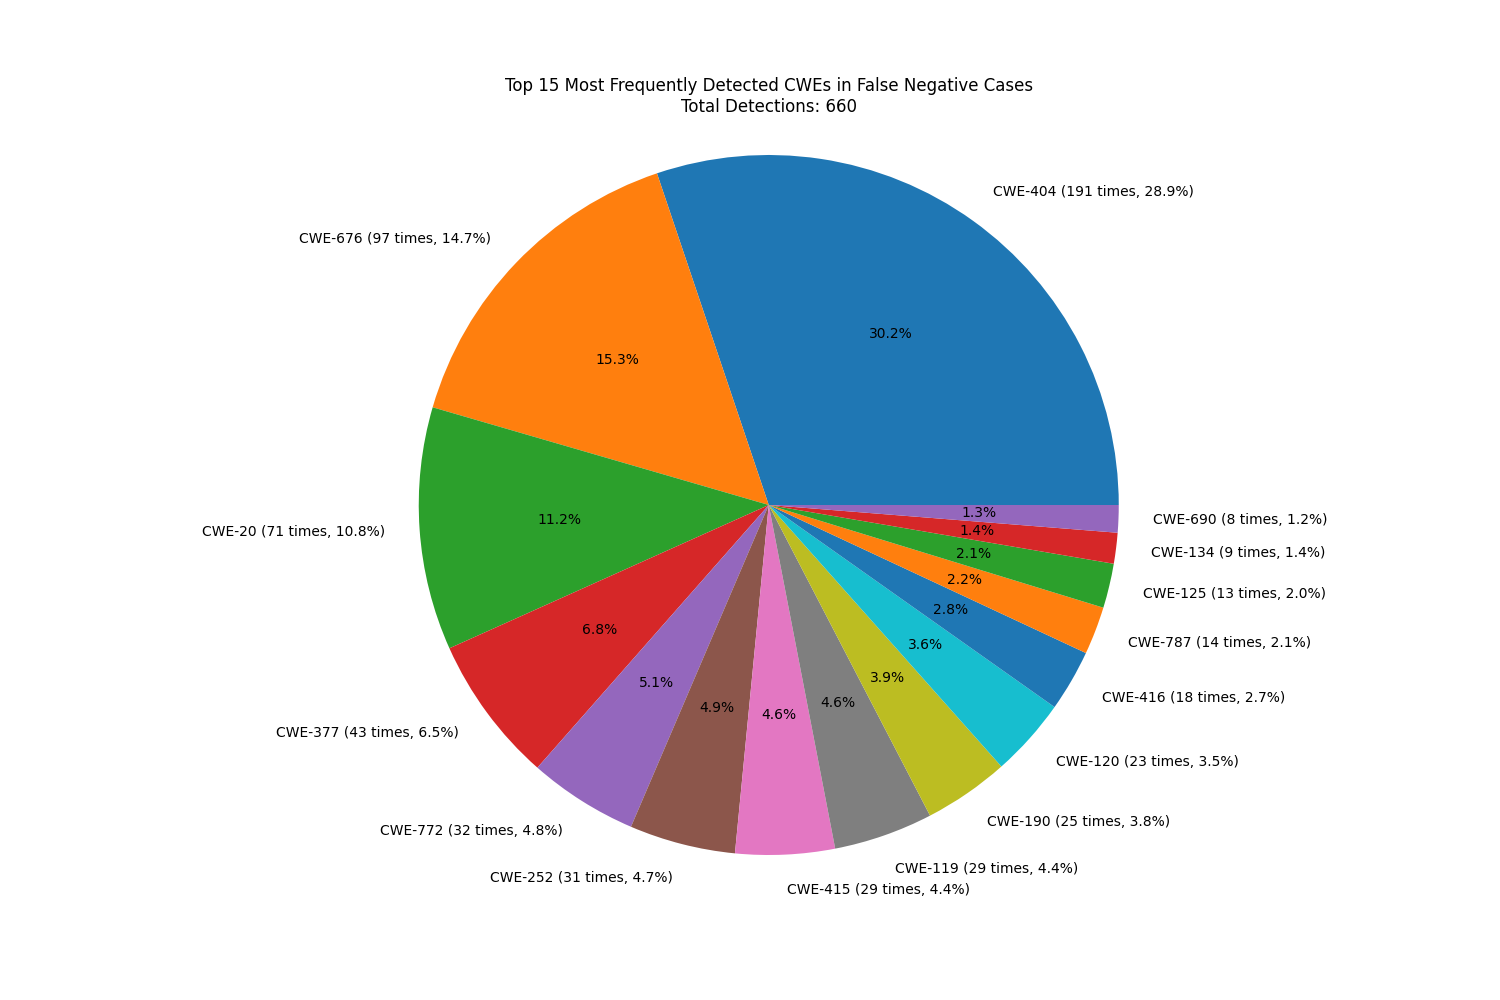 Top 15 Most Frequently Detected CWEs in False Negative Cases
Total Detections: 660
CWE-404 (191 times, 28.9%)
CWE-676 (97 times, 14.7%)
30.2%
15.3%
CWE-20 (71 times, 10.8%)
11.2%
1.3%
CWE-690 (8 times, 1.2%)
1.4%
CWE-134 (9 times, 1.4%)
2.1%
CWE-125 (13 times, 2.0%)
2.2%
CWE-787 (14 times, 2.1%)
2.8%
CWE-416 (18 times, 2.7%)
6.8%
3.6%
CWE-120 (23 times, 3.5%)
5.1%
3.9%
4.9%
4.6%
4.6%
CWE-377 (43 times, 6.5%)
CWE-190 (25 times, 3.8%)
CWE-772 (32 times, 4.8%)
CWE-119 (29 times, 4.4%)
CWE-252 (31 times, 4.7%)
CWE-415 (29 times, 4.4%)